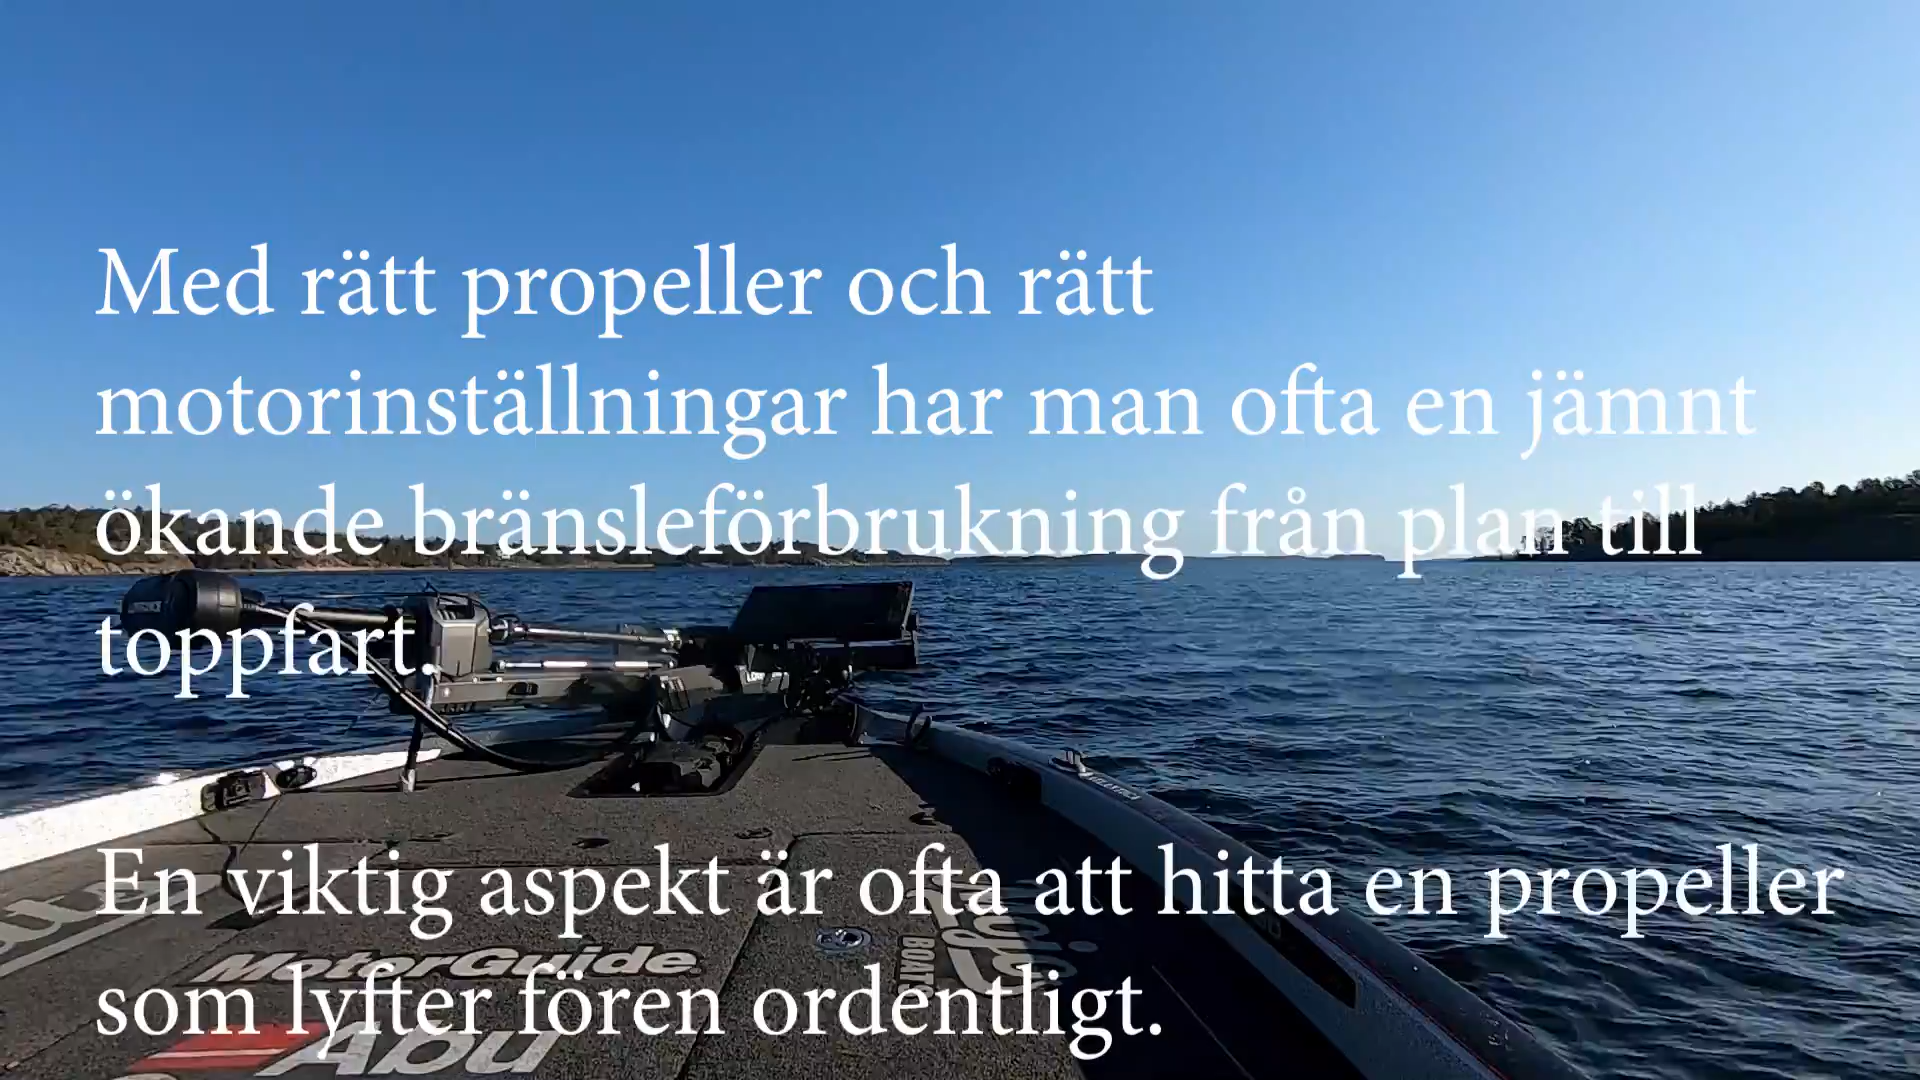 Med rätt propeller och rätt
motorinställningar har man ofta en jämnt
ökande bränsleförbrukning från plan till
toppfart.
En viktig aspekt är ofta att hitta en propeller
som lyfter fören ordentligt.
MotorGuide
BOATS
Abu